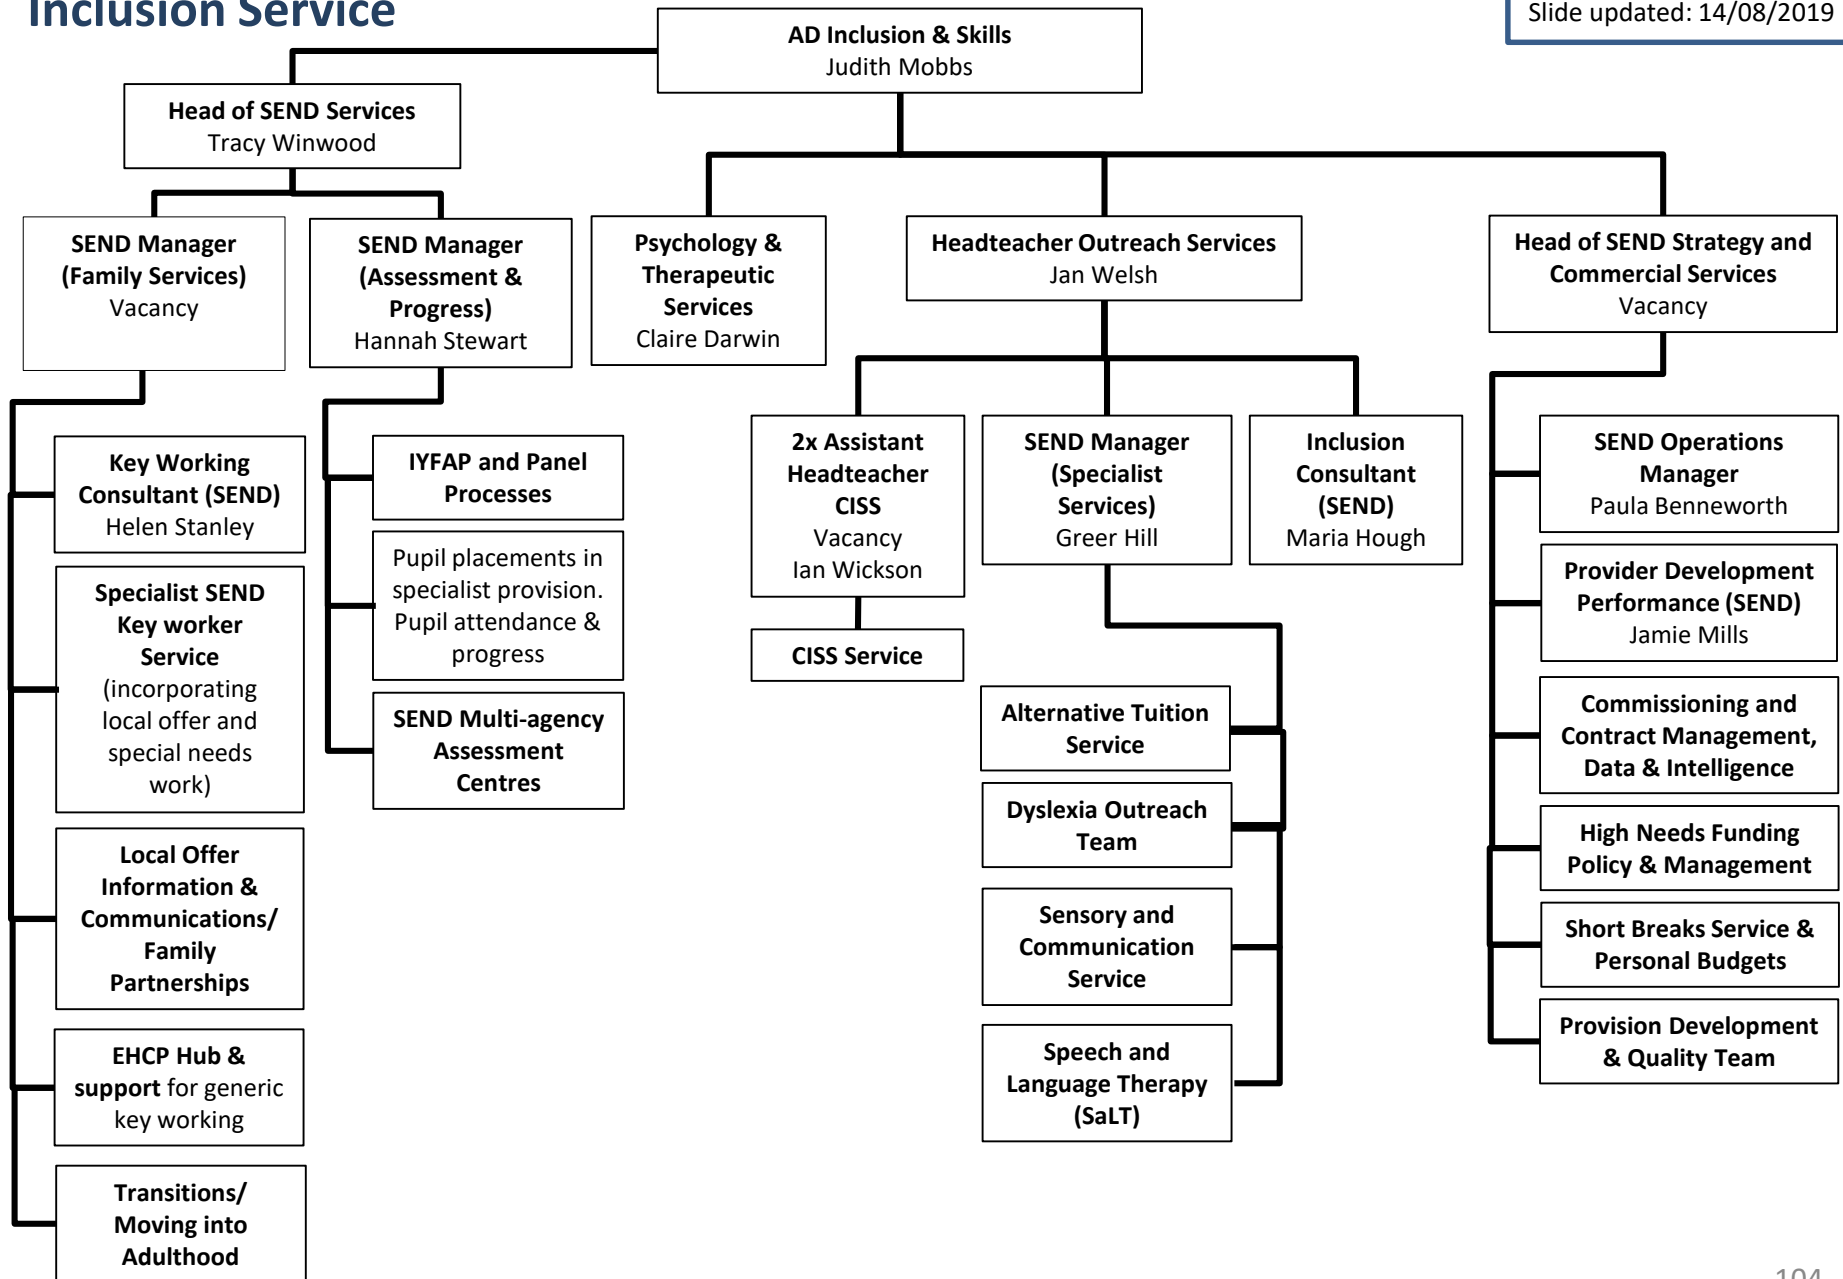 Inclusion Service
Slide updated: 14/08/2019
AD Inclusion & Skills
Judith Mobbs
Head of SEND Services
Tracy Winwood
SEND Manager
(Family Services)
Vacancy
SEND Manager
(Assessment &
Progress)
Hannah Stewart
Psychology &
Therapeutic
Services
Claire Darwin
Headteacher Outreach Services
Jan Welsh
Head of SEND Strategy and
Commercial Services
Vacancy
Key Working
Consultant (SEND)
Helen Stanley
Specialist SEND
Key worker
Service
(incorporating
local offer and
special needs
work)
Local Offer
Information &
Communications/
Family
Partnerships
EHCP Hub &
support for generic
key working
Transitions/
Moving into
Adulthood
IYFAP and Panel
Processes
Pupil placements in
specialist provision.
Pupil attendance &
progress
SEND Multi-agency
Assessment
Centres
2x Assistant
Headteacher
CISS
Vacancy
Ian Wickson
CISS Service
SEND Manager
(Specialist
Services)
Greer Hill
Alternative Tuition
Service
Dyslexia Outreach
Team
Sensory and
Communication
Service
Speech and
Language Therapy
(SaLT)
Inclusion
Consultant
(SEND)
Maria Hough
SEND Operations
Manager
Paula Benneworth
Provider Development
Performance (SEND)
Jamie Mills
Commissioning and
Contract Management,
Data & Intelligence
High Needs Funding
Policy & Management
Short Breaks Service &
Personal Budgets
Provision Development
& Quality Team
104